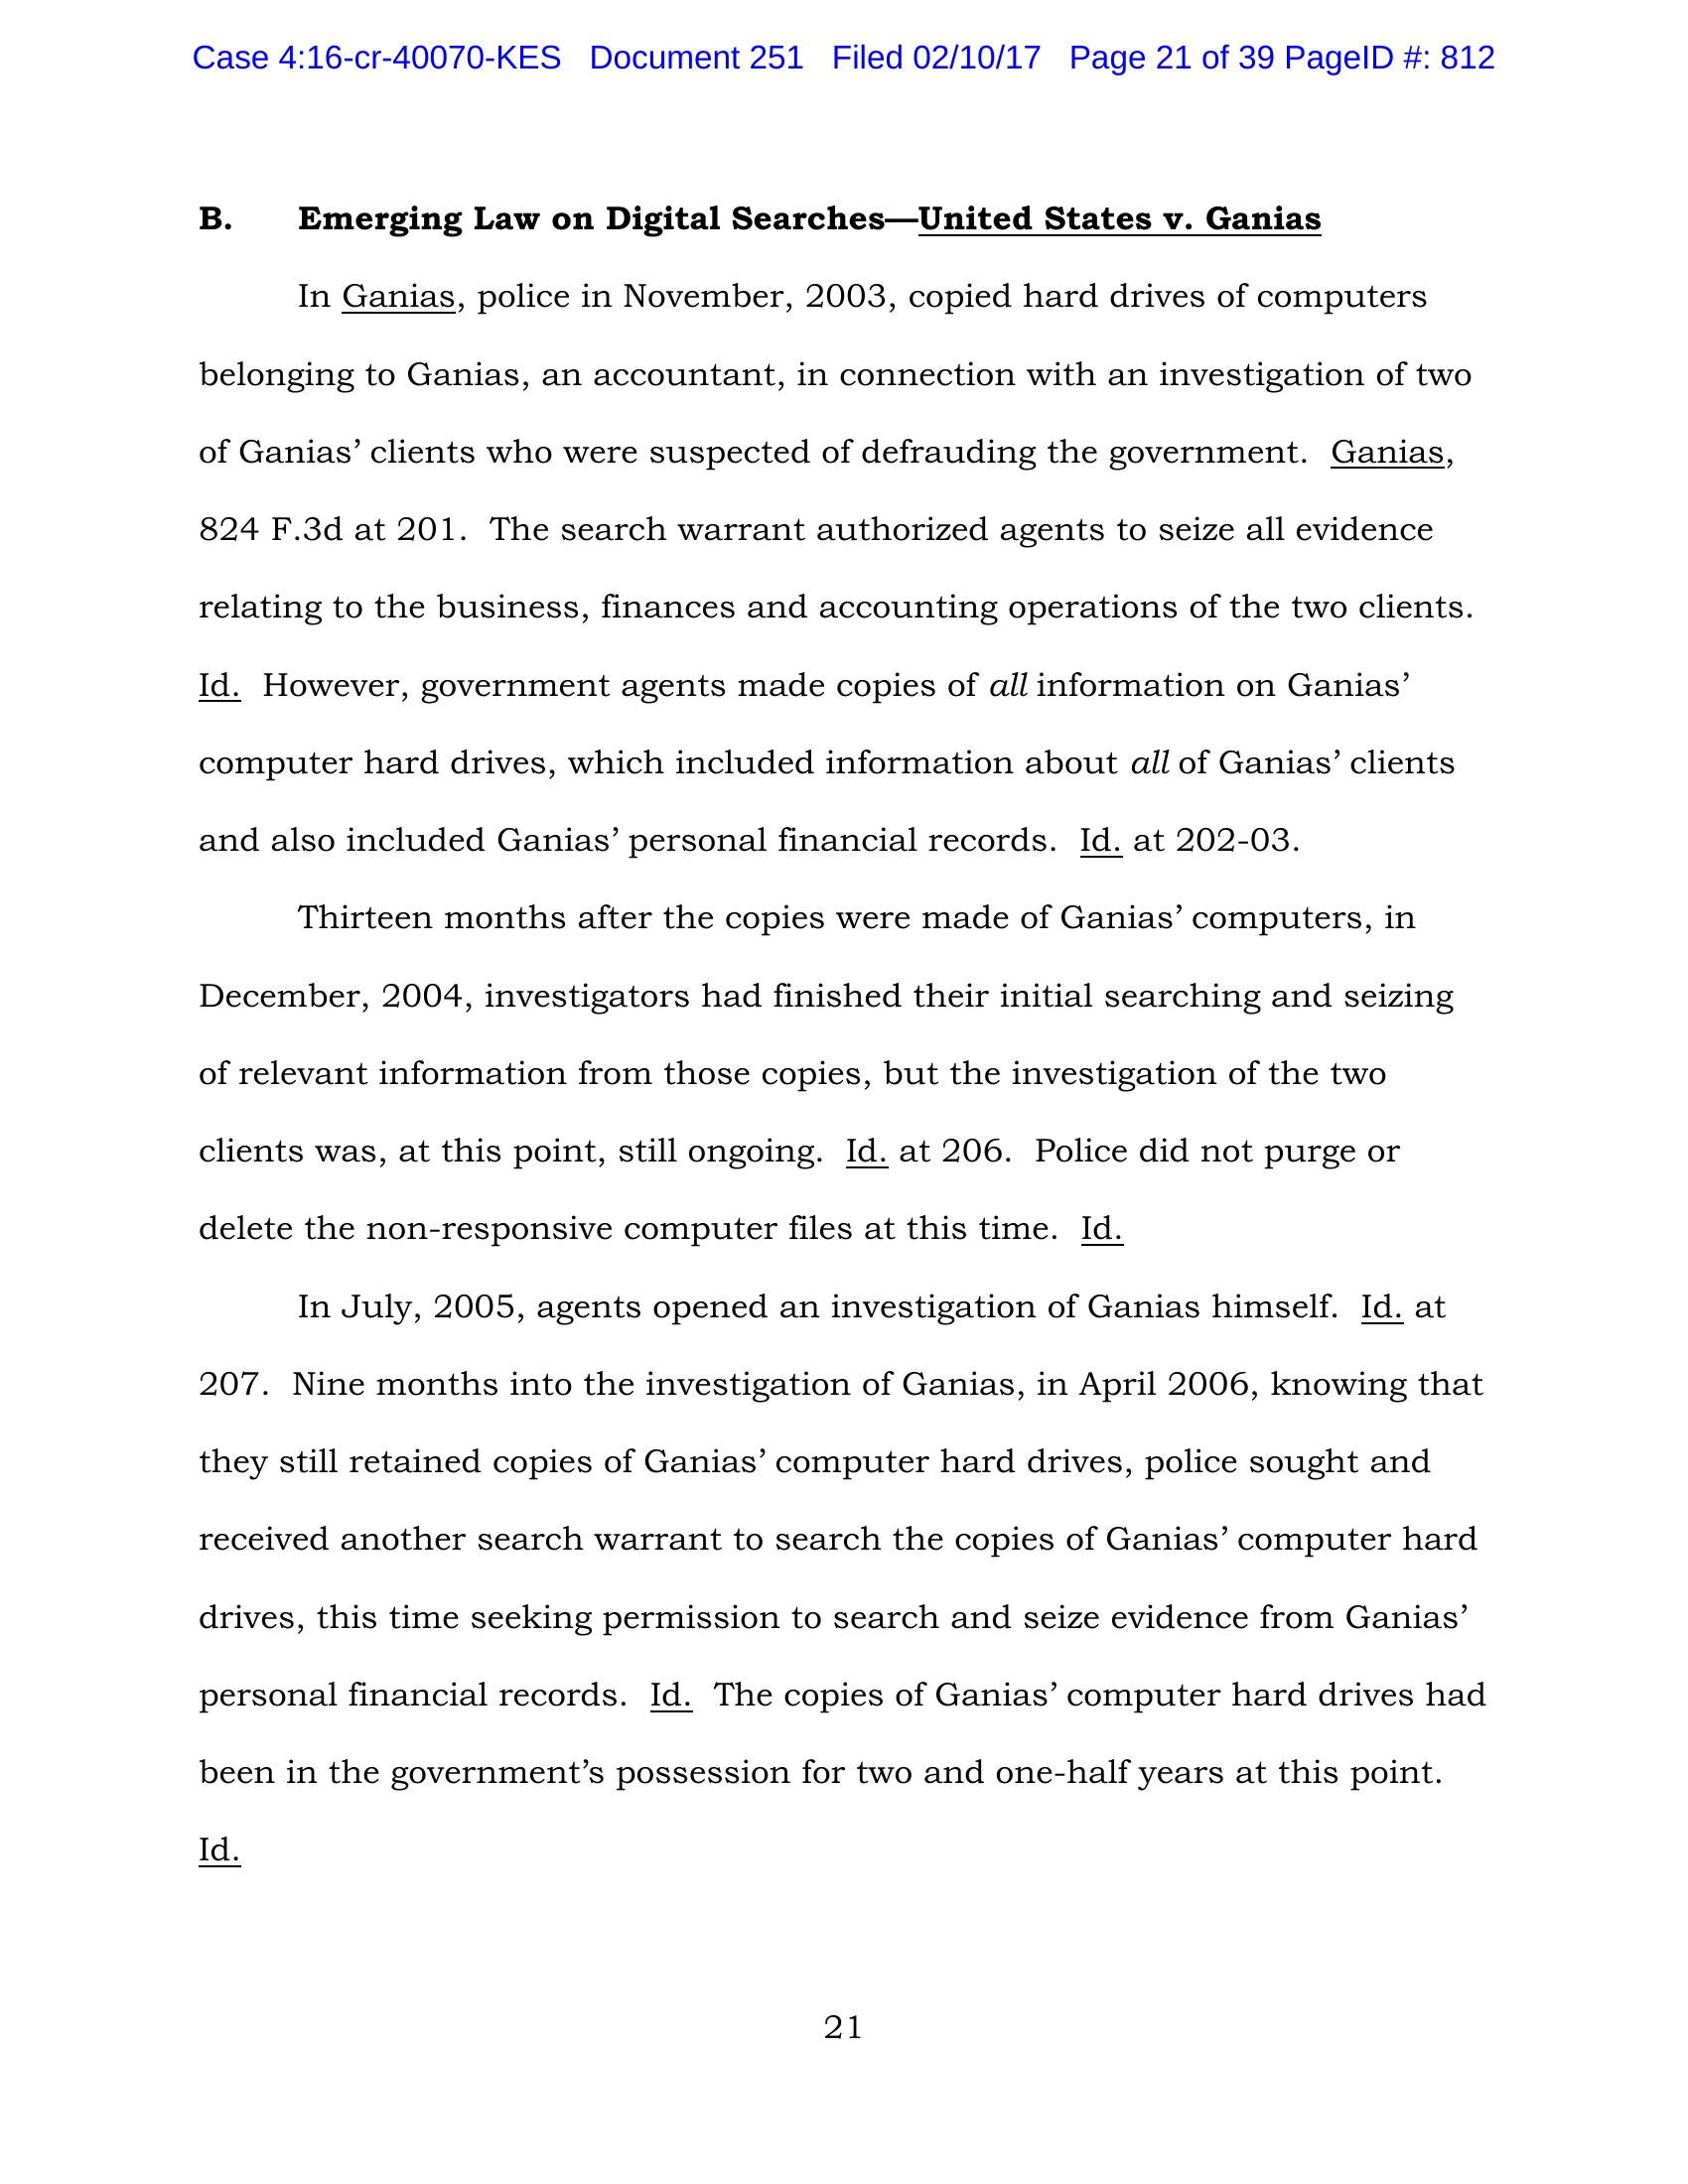 Case 4:16-cr-40070-KES Document 251 Filed 02/10/17 Page 21 of 39 PageID #: 812
B. Emerging Law on Digital Searches—United States v. Ganias
In Ganias, police in November, 2003, copied hard drives of computers
belonging to Ganias, an accountant, in connection with an investigation of two
of Ganias’ clients who were suspected of defrauding the government. Ganias,
824 F.3d at 201. The search warrant authorized agents to seize all evidence
relating to the business, finances and accounting operations of the two clients.
Id. However, government agents made copies of all information on Ganias’
computer hard drives, which included information about all of Ganias’ clients
and also included Ganias’ personal financial records. Id. at 202-03.
Thirteen months after the copies were made of Ganias’ computers, in
December, 2004, investigators had finished their initial searching and seizing
of relevant information from those copies, but the investigation of the two
clients was, at this point, still ongoing. Id. at 206. Police did not purge or
delete the non-responsive computer files at this time. Id.
In July, 2005, agents opened an investigation of Ganias himself. Id. at
207. Nine months into the investigation of Ganias, in April 2006, knowing that
they still retained copies of Ganias’ computer hard drives, police sought and
received another search warrant to search the copies of Ganias’ computer hard
drives, this time seeking permission to search and seize evidence from Ganias’
personal financial records. Id. The copies of Ganias’ computer hard drives had
been in the government’s possession for two and one-half years at this point.
Id.
21